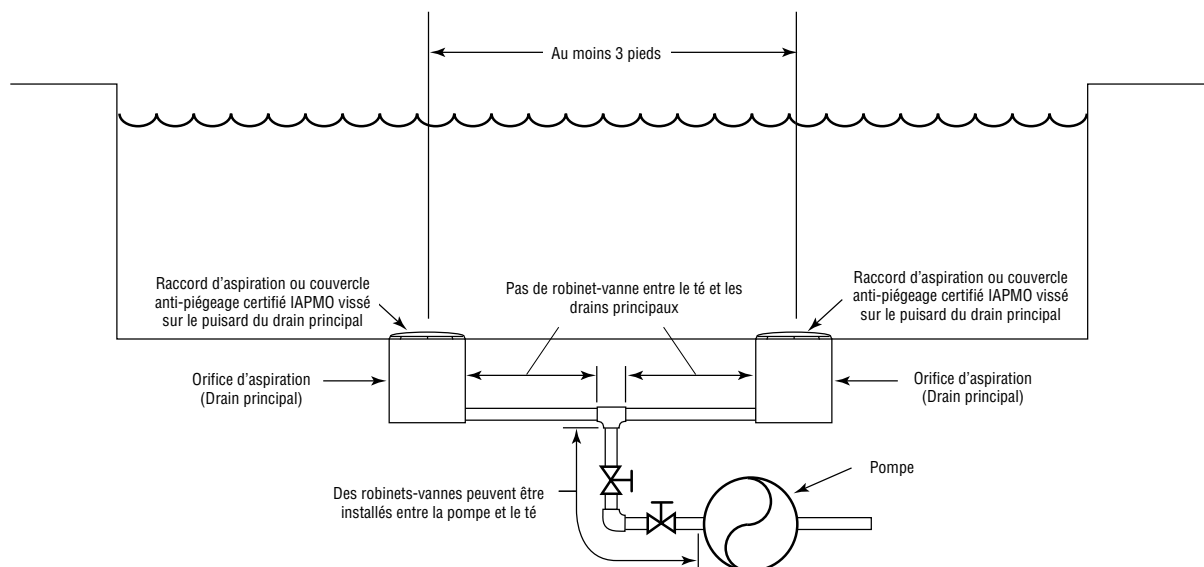 Au moins 3 pieds
Raccord d'aspiration ou couvercle
anti-piégeage certifié IAPMO vissé
sur le puisard du drain principal
Pas de robinet-vanne entre le té et les
drains principaux
Raccord d'aspiration ou couvercle
anti-piégeage certifié IAPMO vissé
sur le puisard du drain principal
Orifice d'aspiration
(Drain principal)
Orifice d'aspiration
(Drain principal)
Pompe
Des robinets-vannes peuvent être
installés entre la pompe et le té